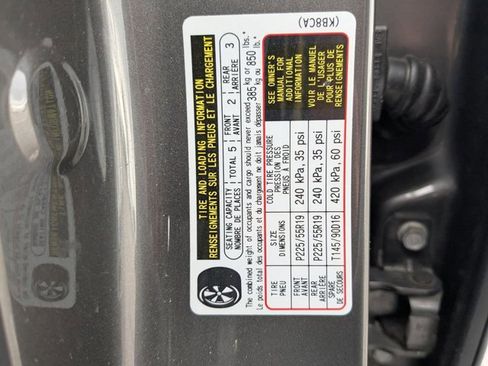 TIRE AND LOADING INFORMATION
RENSEIGNEMENTS SUR LES PNEUS ET LE CHARGEMENT
SEATING CAPACITY
NOMBRE DE PLACES
TOTAL 5
FRONT
AVANT
2
REAR
ARRIÈRE
3
The combined weight of occupants and cargo should never exceed 385 kg or 850 lbs.*
Le poids total des occupants et du chargement ne doit jamais dépasser kg ou lb.*
TIRE
PNEU
SIZE
DIMENSIONS
COLD TIRE PRESSURE
PRESSION DES
PNEUS À FROID
SEE OWNER'S
MANUAL FOR
ADDITIONAL
INFORMATION
FRONT
AVANT
P225/55R19
240 kPa, 35 psi
REAR
ARRIÈRE
P225/55R19
240 kPa, 35 psi
VOIR LE MANUEL
DE L'USAGER
POUR PLUS DE
RENSEIGNEMENTS
SPARE
DE SECOURS
T145/90D16
420 kPa, 60 psi
(KB8CA)